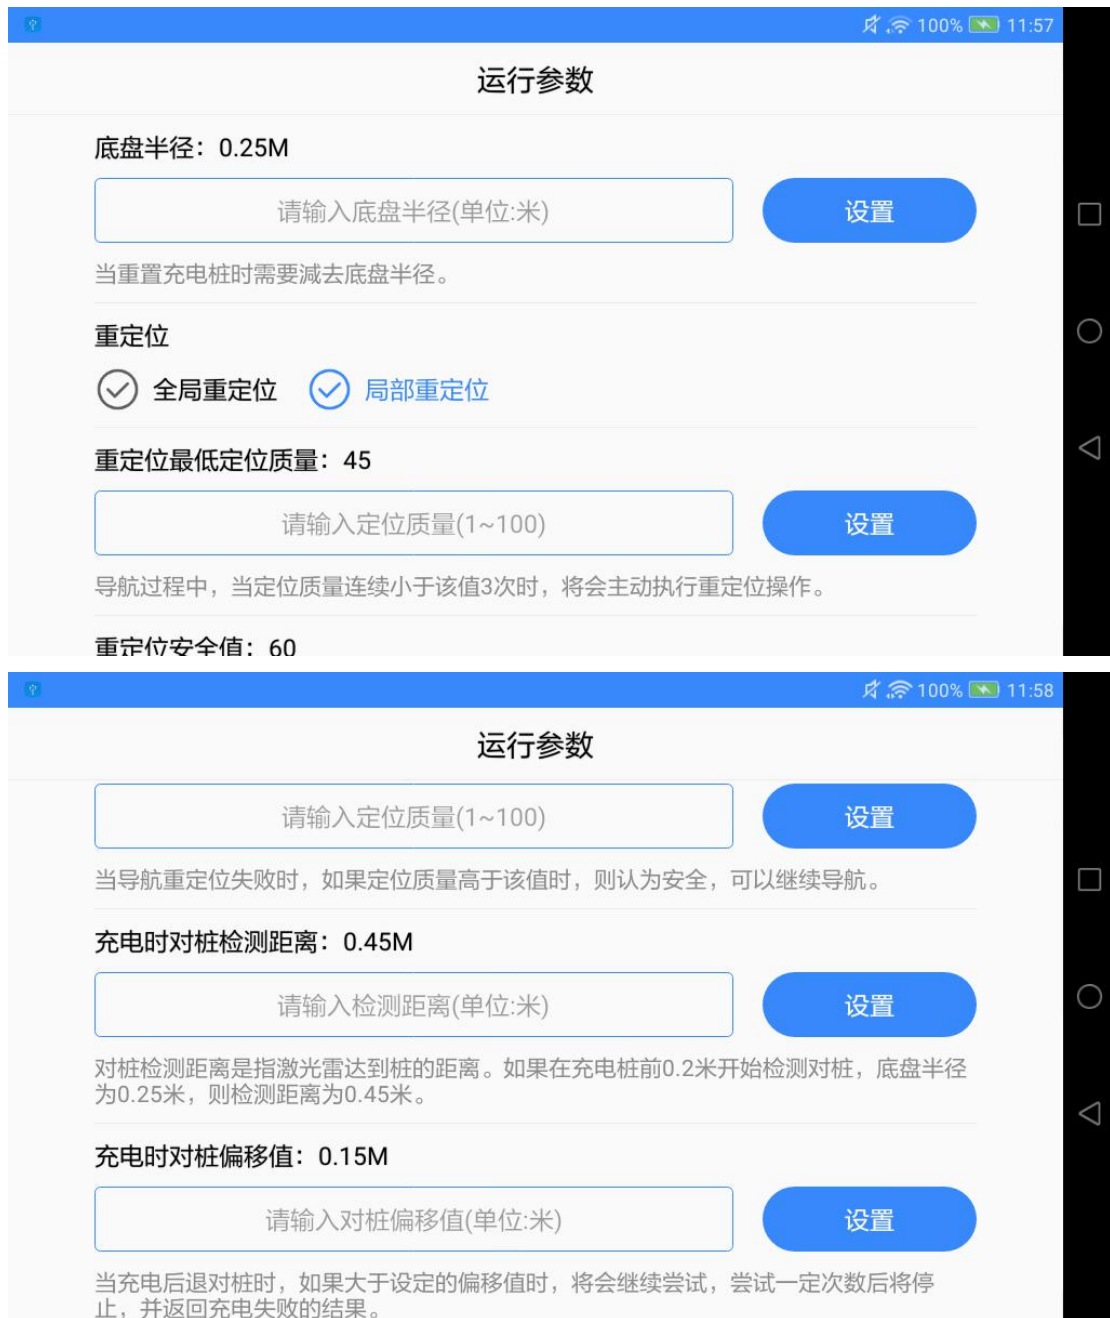 100% 11:57
运行参数
底盘半径：0.25M
请输入底盘半径(单位:米) 设置
当重置充电桩时需要减去底盘半径。
重定位
全局重定位 局部重定位
重定位最低定位质量：45
请输入定位质量(1~100) 设置
导航过程中，当定位质量连续小于该值3次时，将会主动执行重定位操作。
重定位安全值：60
100% 11:58
运行参数
请输入定位质量(1~100) 设置
当导航重定位失败时，如果定位质量高于该值时，则认为安全，可以继续导航。
充电时对桩检测距离：0.45M
请输入检测距离(单位:米) 设置
对桩检测距离是指激光雷达到桩的距离。如果在充电桩前0.2米开始检测对桩，底盘半径
为0.25米，则检测距离为0.45米。
充电时对桩偏移值：0.15M
请输入对桩偏移值(单位:米) 设置
当充电后退对桩时，如果大于设定的偏移值时，将会继续尝试，尝试一定次数后将停
止，并返回充电失败的结果。